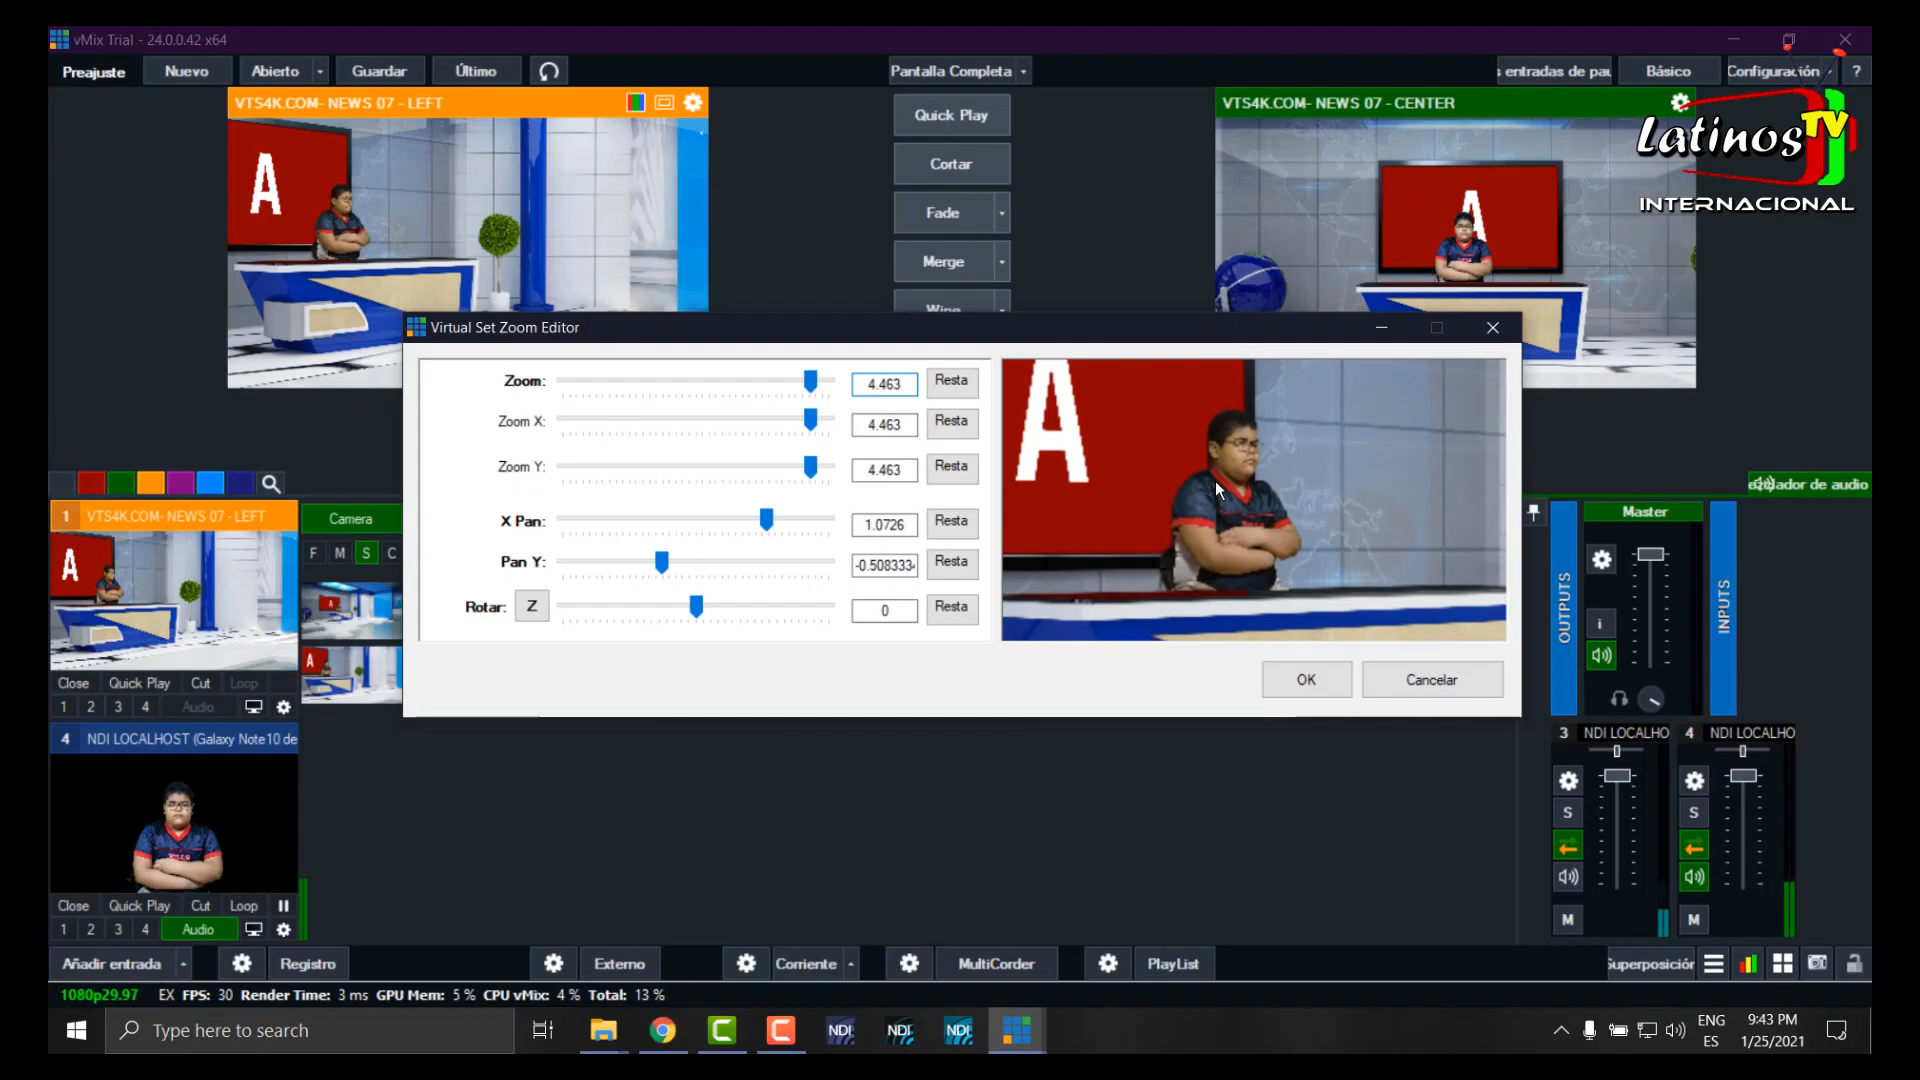 vMix Trial - 24.0.0.42 x64
Preajuste
Nuevo
Abierto
Guardar
Último
Pantalla Completa
entradas de pau
Básico
Configuración
?
VTS4K.COM- NEWS 07 - LEFT
Quick Play
VTS4K.COM- NEWS 07 - CENTER
Latinos TV
INTERNACIONAL
A
A
Cortar
Fade
Merge
Virtual Set Zoom Editor
Zoom:
4.463
Resta
Zoom X:
4.463
Resta
Zoom Y:
4.463
Resta
X Pan:
1.0726
Resta
Pan Y:
-0.5083334
Resta
Rotar:
Z
0
Resta
A
OK
Cancelar
1 VTS4K.COM- NEWS 07 - LEFT
Camera
F M S C
A
A
Close Quick Play Cut Loop
1 2 3 4 Audio
4 NDI LOCALHOST (Galaxy Note10 de
Close Quick Play Cut Loop
1 2 3 4 Audio
ador de audio
Master
OUTPUTS
INPUTS
i
3 NDI LOCALHO
4 NDI LOCALHO
S
S
M
M
Añadir entrada
Registro
Externo
Corriente
MultiCorder
PlayList
Superposición
1080p29.97 EX FPS: 30 Render Time: 3 ms GPU Mem: 5 % CPU vMix: 4 % Total: 13 %
Type here to search
NDI
NDI
NDI
ENG
ES
9:43 PM
1/25/2021